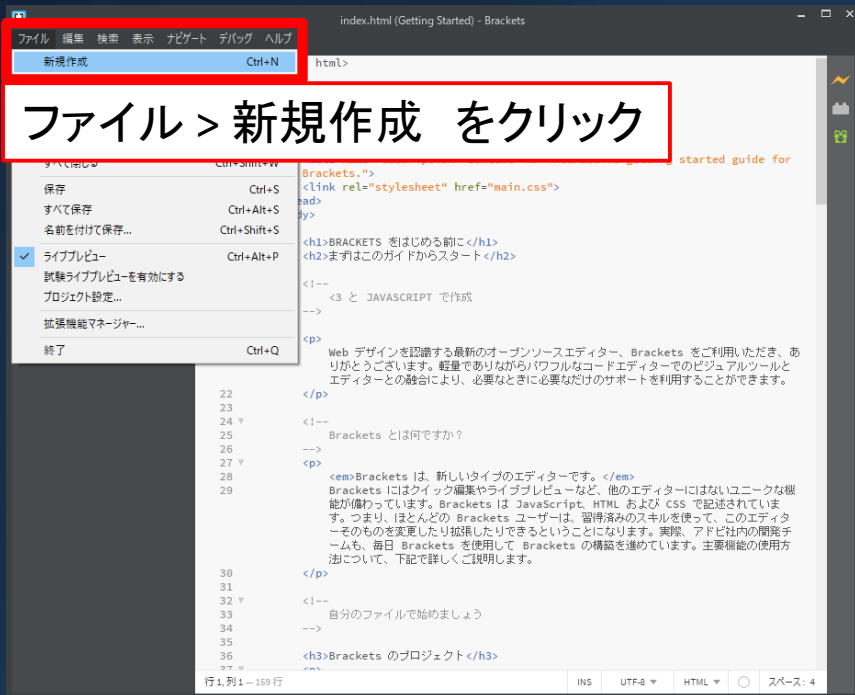 index.html (Getting Started) - Brackets
ファイル 編集 検索 表示 ナビゲート デバッグ ヘルプ
新規作成 Ctrl+N
html>
ファイル > 新規作成 をクリック
すべて閉じる Ctrl+Shift+W
started guide for
Brackets.">
<link rel="stylesheet" href="main.css">
保存 Ctrl+S
すべて保存 Ctrl+Alt+S
名前を付けて保存... Ctrl+Shift+S
ライブプレビュー Ctrl+Alt+P
試験ライブプレビューを有効にする
プロジェクト設定...
拡張機能マネージャー...
終了 Ctrl+Q
ead>
dy>
<h1>BRACKETS をはじめる前に</h1>
<h2>まずはこのガイドからスタート</h2>
<!--
<3 と JAVASCRIPT で作成
-->
<p>
Web デザインを認識する最新のオープンソースエディター、Brackets をご利用いただき、あ
りがとうございます。軽量でありながらパワフルなコードエディターでのビジュアルツールと
エディターとの融合により、必要なときに必要なだけのサポートを利用することができます。
22 </p>
23
24 <!--
25 Brackets とは何ですか？
26 -->
27 <p>
28 <em>Brackets は、新しいタイプのエディターです。</em>
29 Brackets にはクイック編集やライブプレビューなど、他のエディターにはないユニークな機
能が備わっています。Brackets は JavaScript、HTML および CSS で記述されていま
す。つまり、ほとんどの Brackets ユーザーは、習得済みのスキルを使って、このエディタ
ーそのものを変更したり拡張したりできるということになります。実際、アドビ社内の開発チ
ームも、毎日 Brackets を使用して Brackets の構築を進めています。主要機能の使用方
法について、下記で詳しくご説明します。
30 </p>
31
32 <!--
33 自分のファイルで始めましょう
34 -->
35
36 <h3>Brackets のプロジェクト</h3>
37 <p>
行 1, 列 1 — 159 行 INS UTF-8 HTML スペース: 4